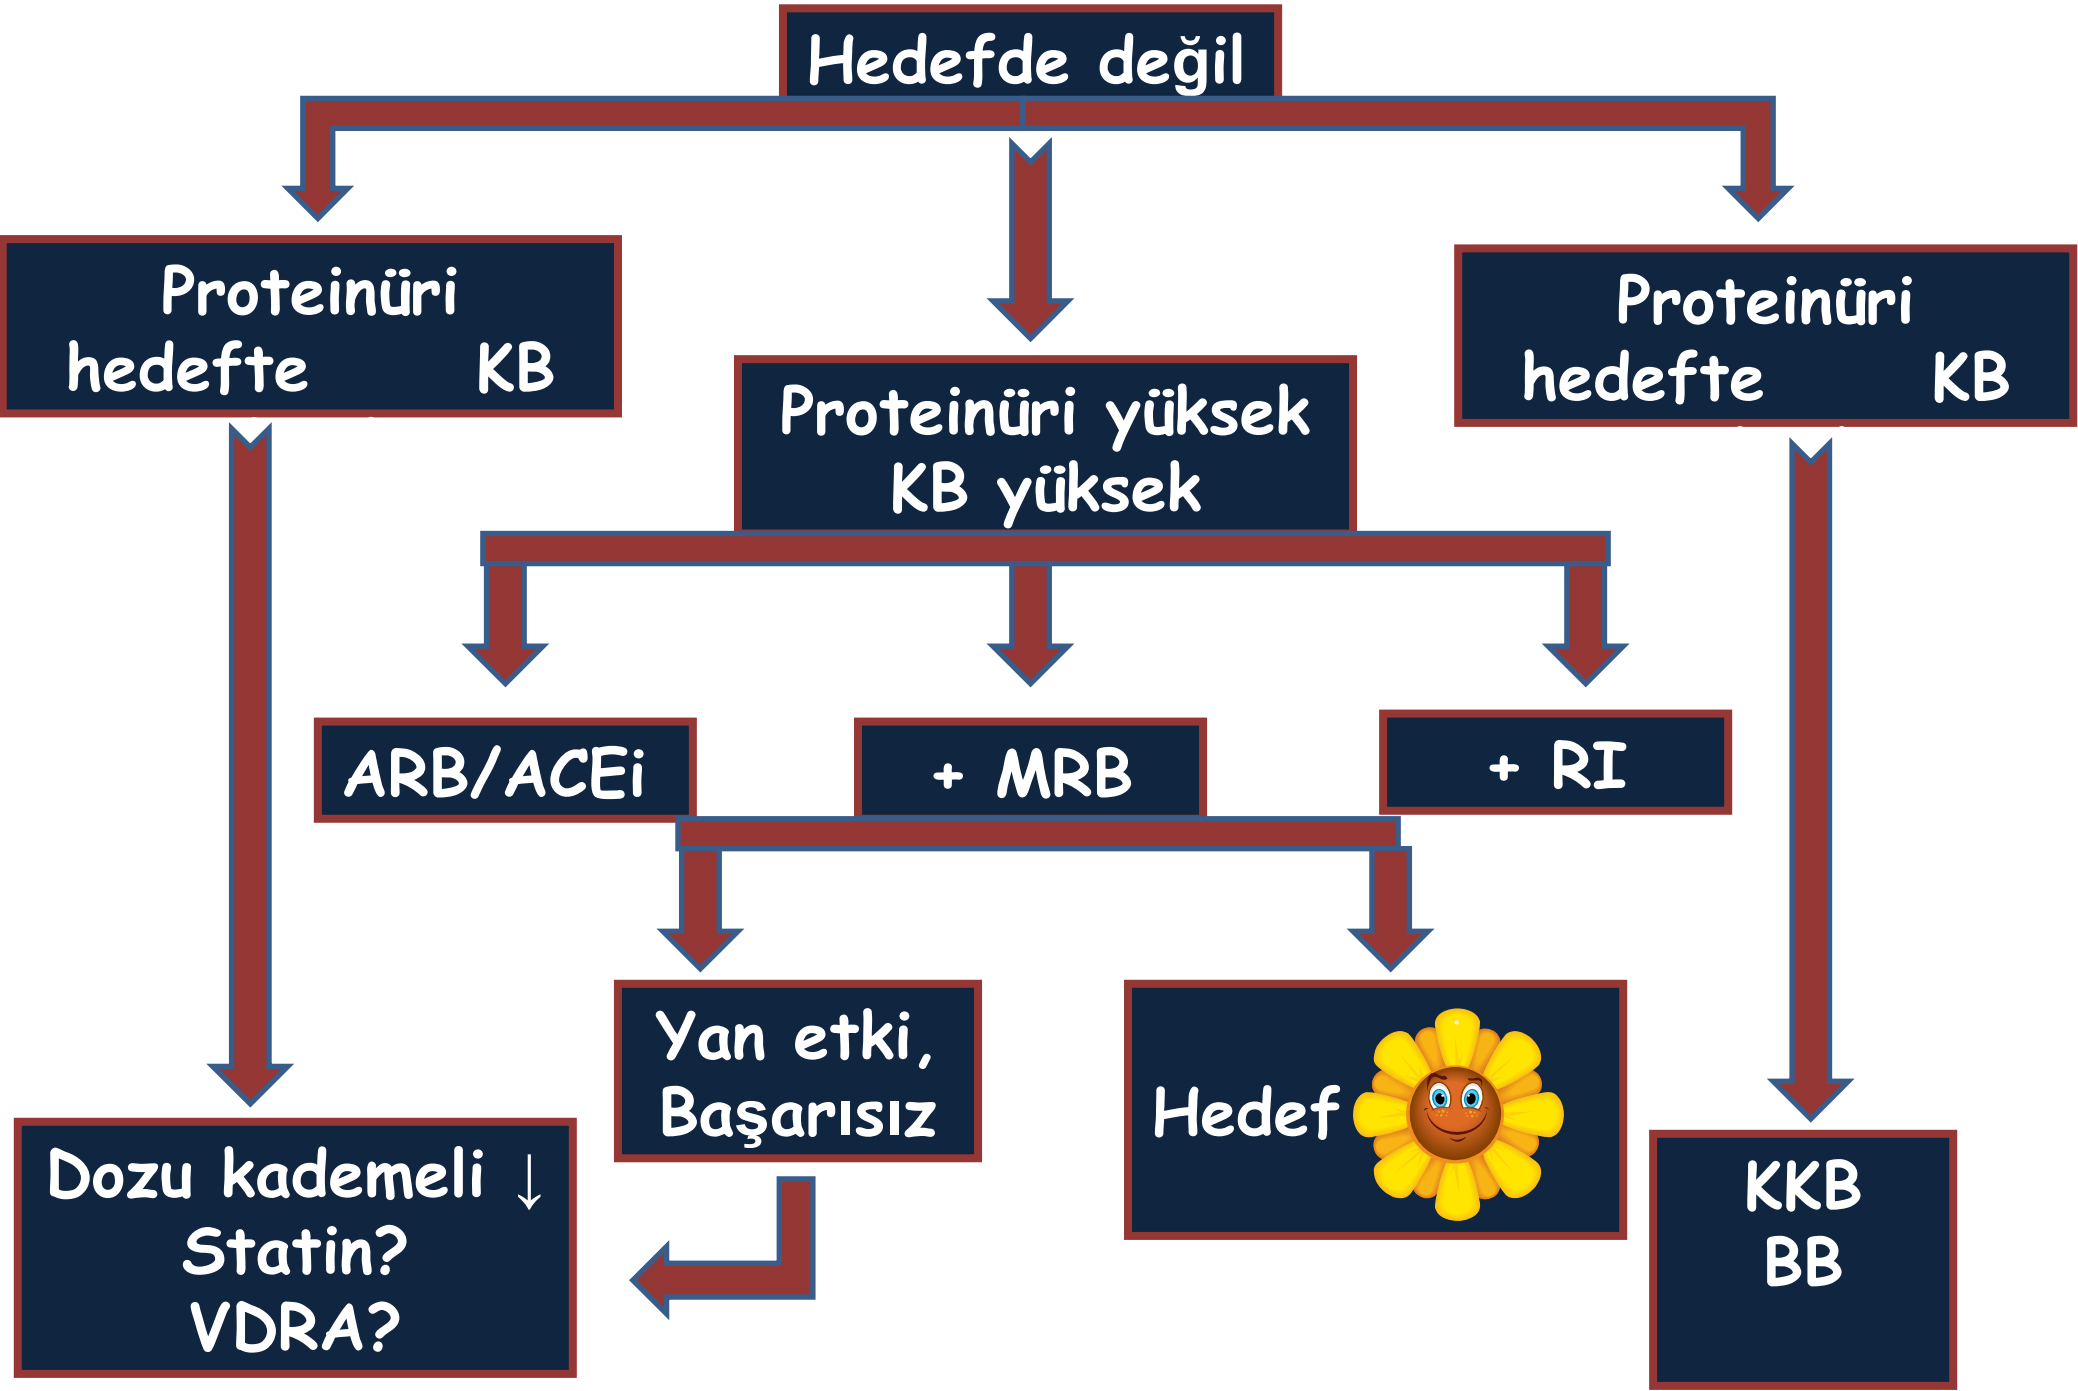 Hedefde değil
Proteinüri
hedefte KB
Proteinüri
hedefte KB
Proteinüri yüksek
KB yüksek
ARB/ACEi
+ MRB
+ RI
Yan etki,
Başarısız
Hedef
Dozu kademeli ↓
Statin?
VDRA?
KKB
BB